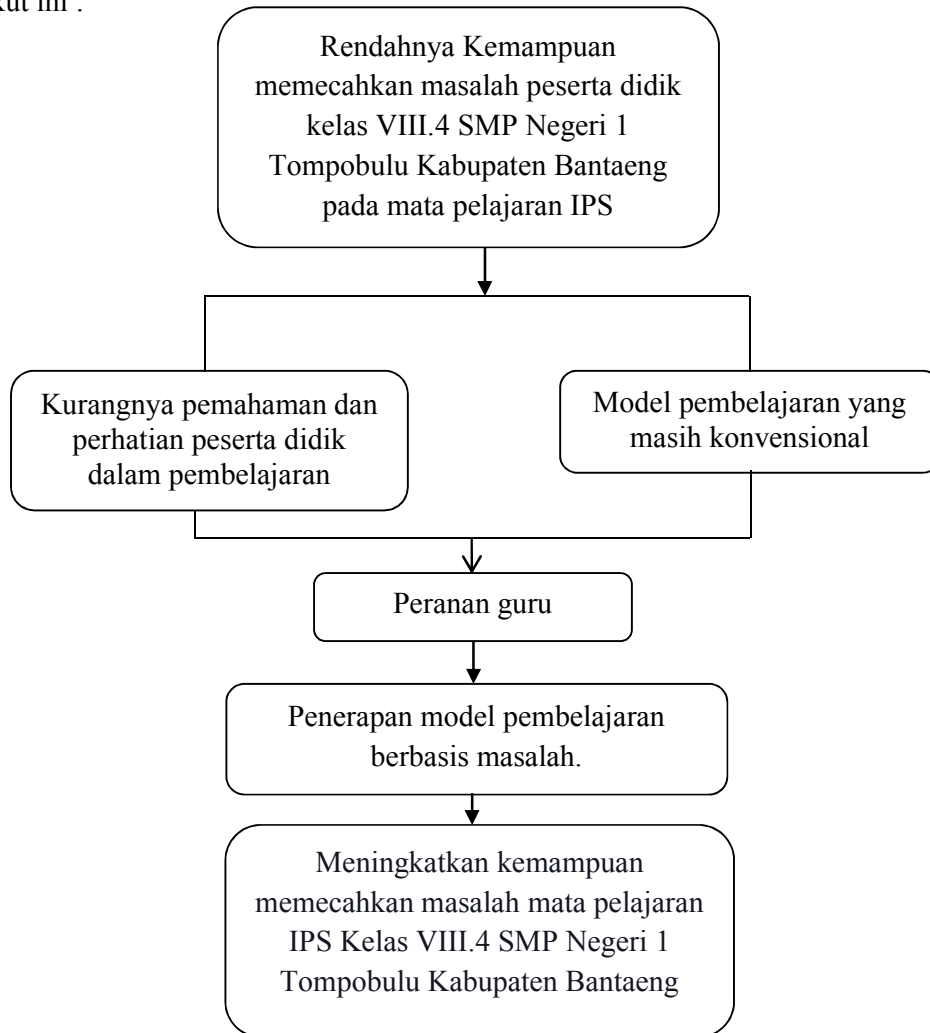 ut ini :
Rendahnya Kemampuan
memecahkan masalah peserta didik
kelas VIII.4 SMP Negeri 1
Tompobulu Kabupaten Bantaeng
pada mata pelajaran IPS
Kurangnya pemahaman dan
perhatian peserta didik
dalam pembelajaran
Model pembelajaran yang
masih konvensional
Peranan guru
Penerapan model pembelajaran
berbasis masalah.
Meningkatkan kemampuan
memecahkan masalah mata pelajaran
IPS Kelas VIII.4 SMP Negeri 1
Tompobulu Kabupaten Bantaeng